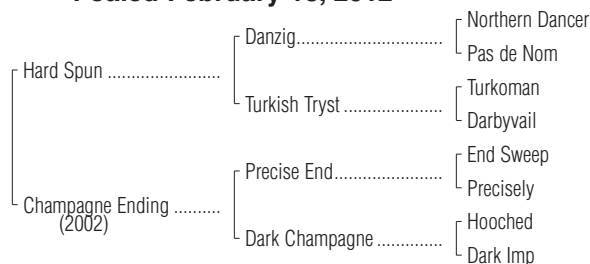 Foaled February 18, 2012
Northern Dancer
Danzig
Pas de Nom
Hard Spun
Turkoman
Turkish Tryst
Darbyvail
End Sweep
Precise End
Precisely
Champagne Ending
(2002)
Hooched
Dark Champagne
Dark Imp